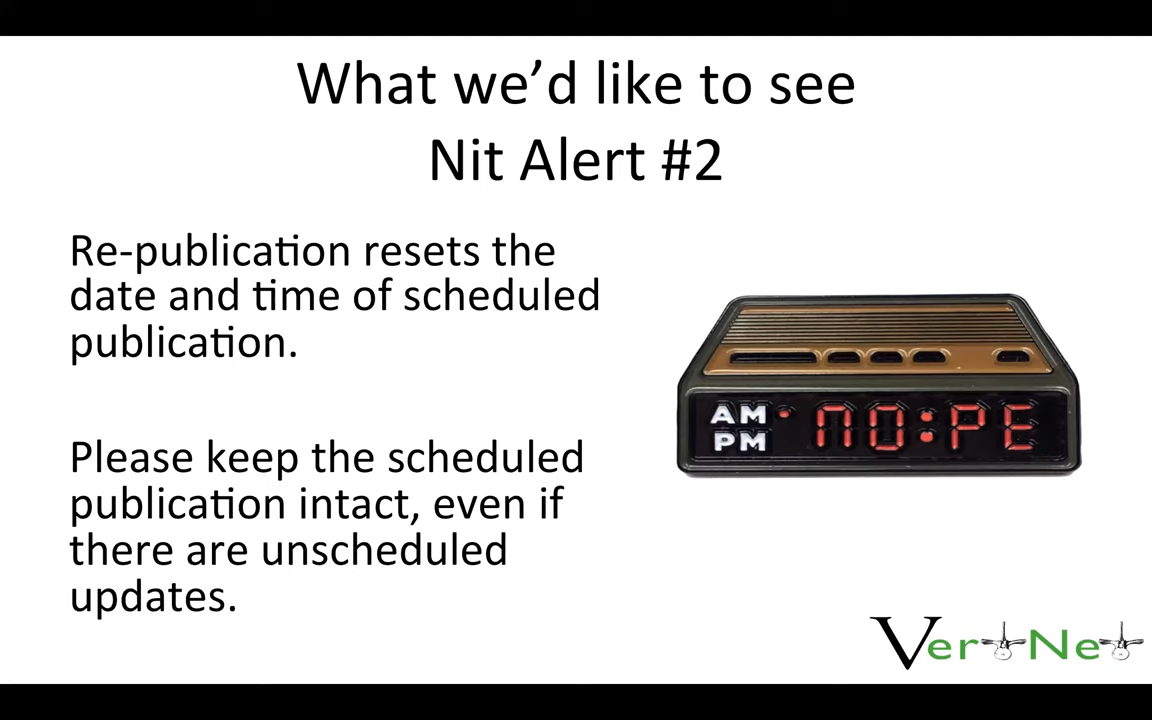 What we’d like to see
Nit Alert #2
Re-publication resets the
date and time of scheduled
publication.
Please keep the scheduled
publication intact, even if
there are unscheduled
updates.
AM
PM
NO:PE
VertNet